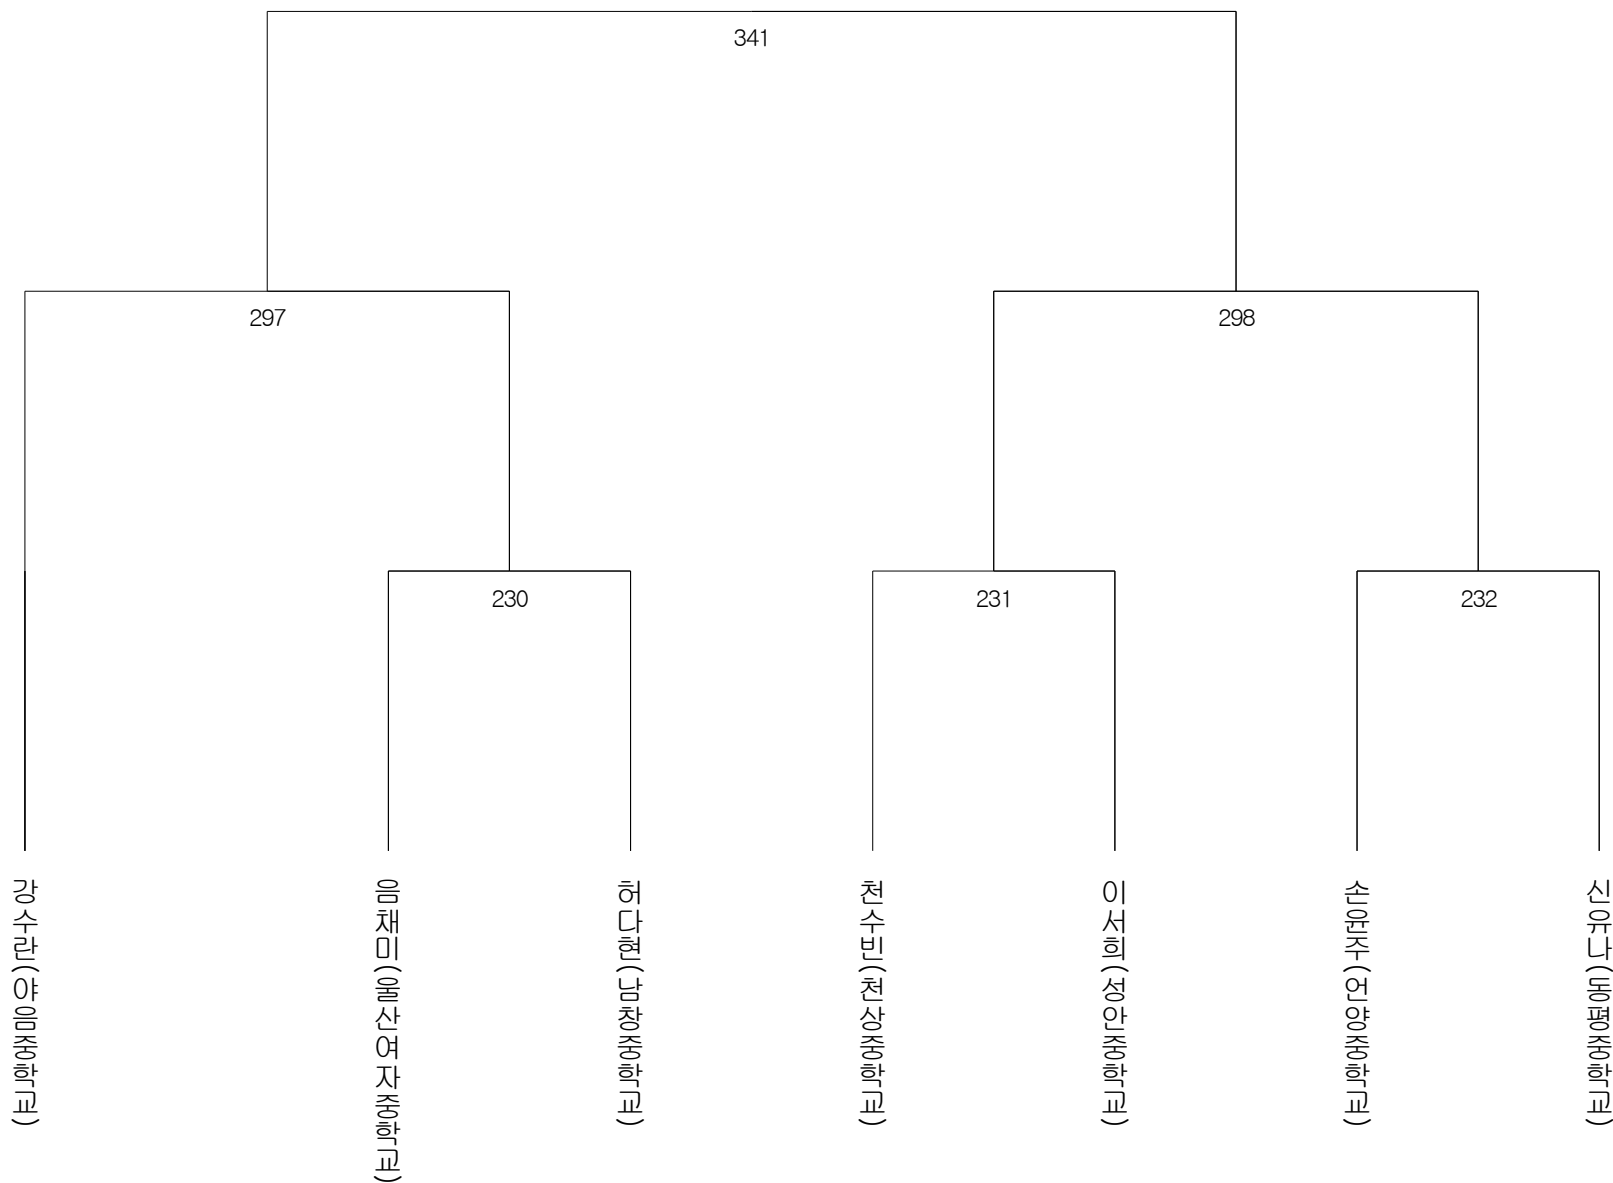 341
297
298
230
231
232
강수란(야음중학교)
음채미(울산여자중학교)
허다현(남창중학교)
천수빈(천상중학교)
이서희(성안중학교)
손윤주(언양중학교)
신유나(동평중학교)